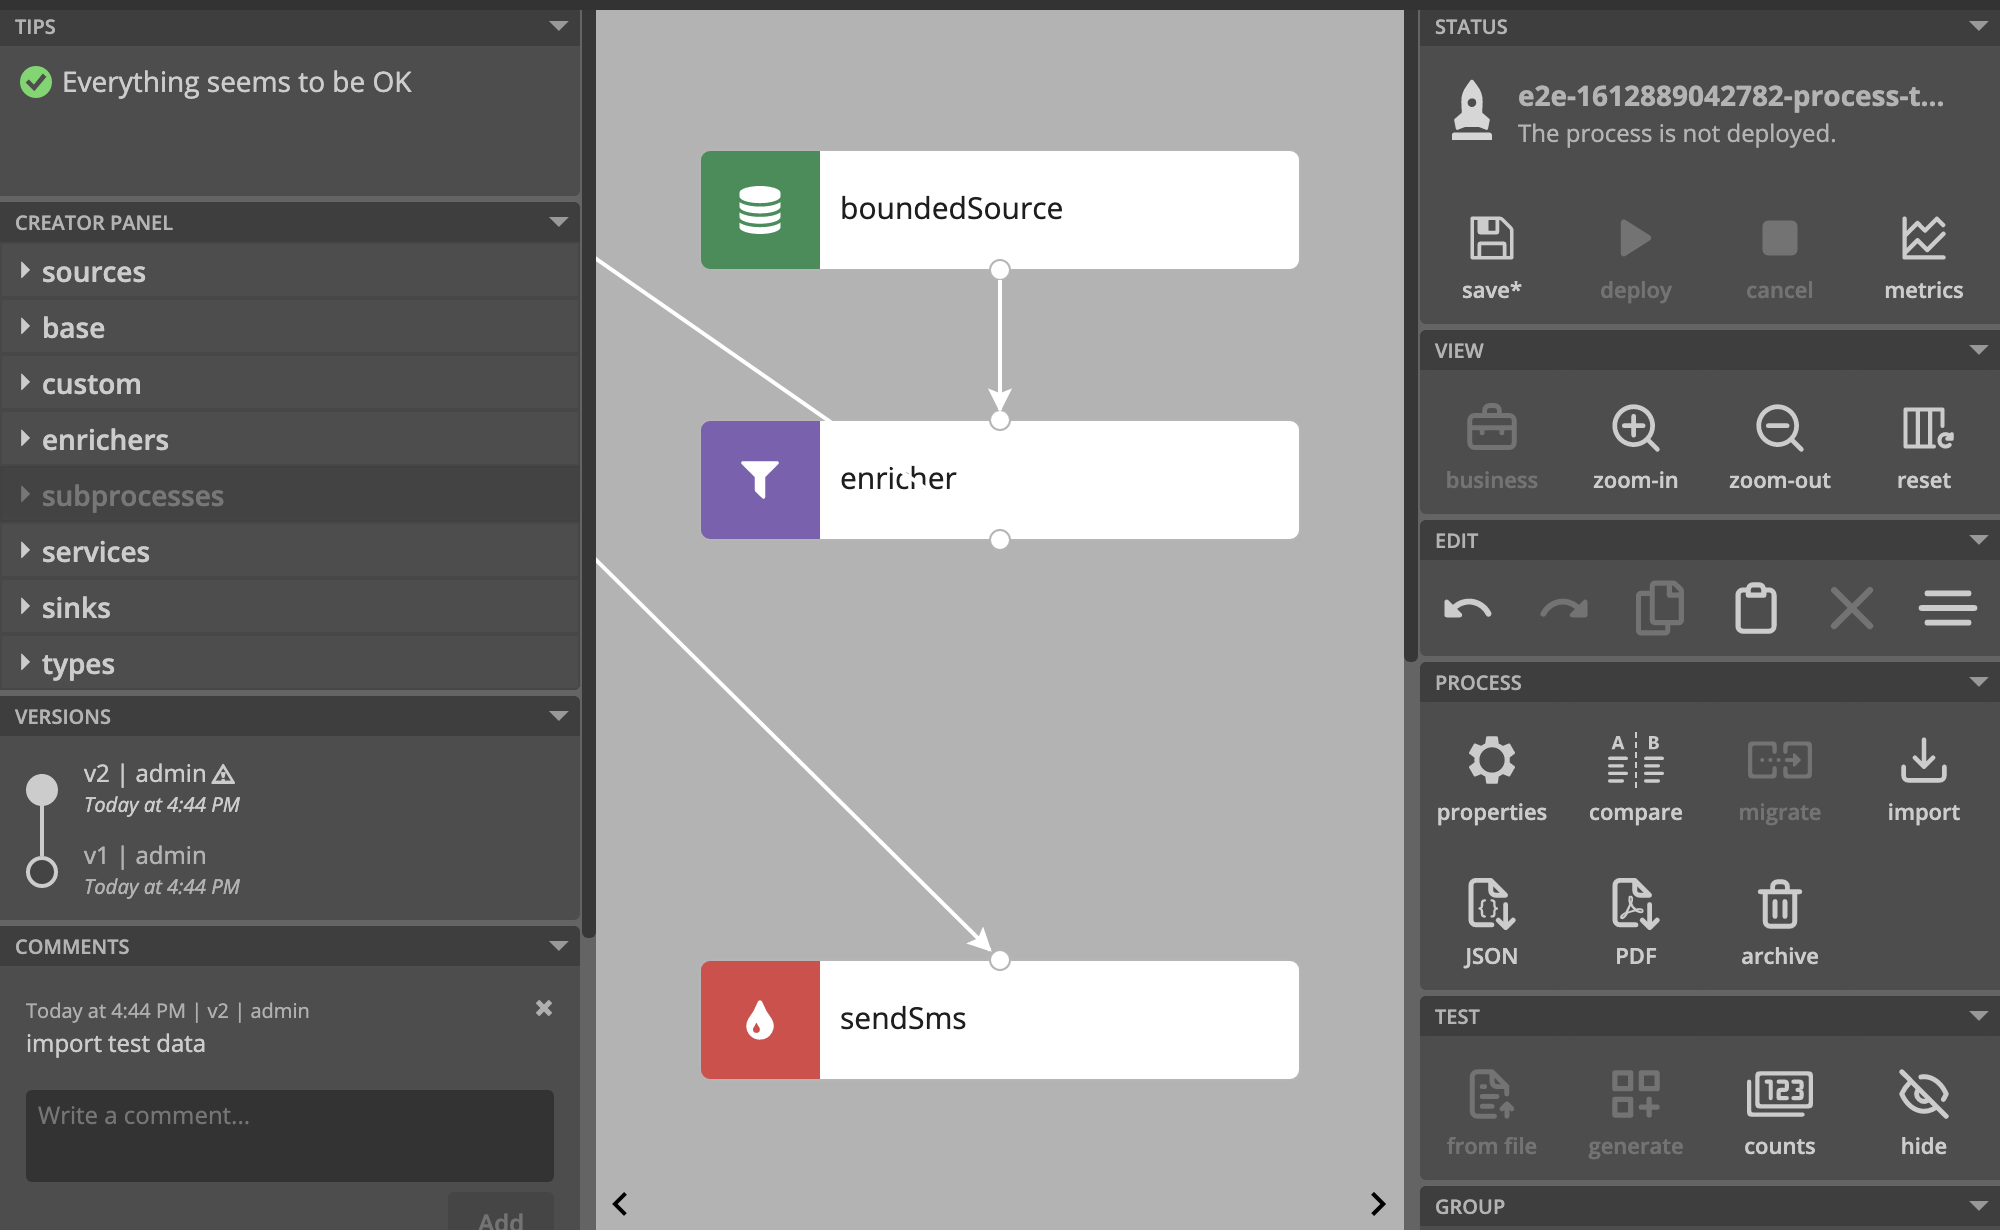 TIPS
Everything seems to be OK
CREATOR PANEL
sources
base
custom
enrichers
subprocesses
services
sinks
types
VERSIONS
v2 | admin
Today at 4:44 PM
v1 | admin
Today at 4:44 PM
COMMENTS
Today at 4:44 PM | v2 | admin
import test data
Write a comment...
Add
boundedSource
enricher
sendSms
STATUS
e2e-1612889042782-process-t...
The process is not deployed.
save* deploy cancel metrics
VIEW
business zoom-in zoom-out reset
EDIT
PROCESS
A B
properties compare migrate import
JSON PDF archive
TEST
123
from file generate counts hide
GROUP